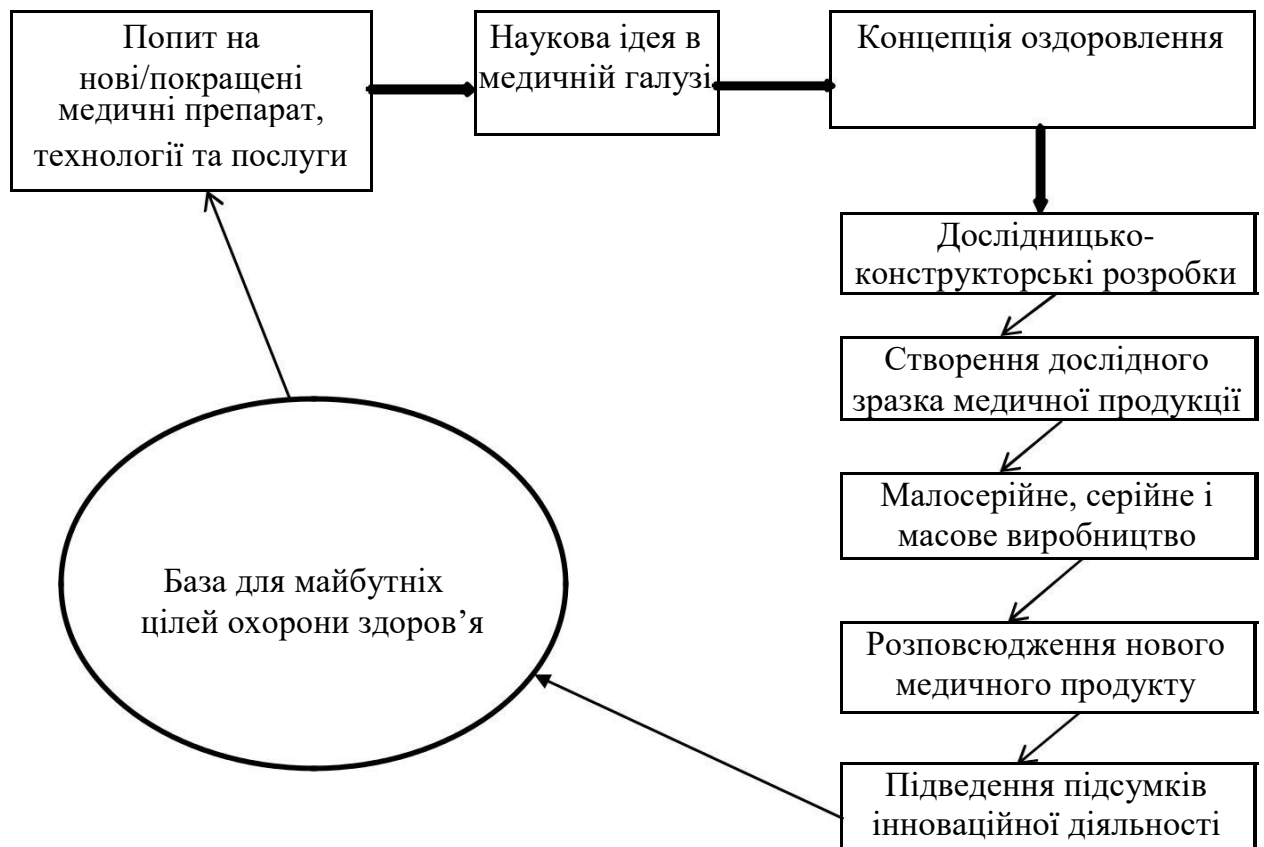 Попит на
нові/покращені
медичні препарат,
технології та послуги
Наукова ідея в
медичній галузі
Концепція оздоровлення
Дослідницько-
конструкторські розробки
Створення дослідного
зразка медичної продукції
Малосерійне, серійне і
масове виробництво
Розповсюдження нового
медичного продукту
Підведення підсумків
інноваційної діяльності
База для майбутніх
цілей охорони здоров’я